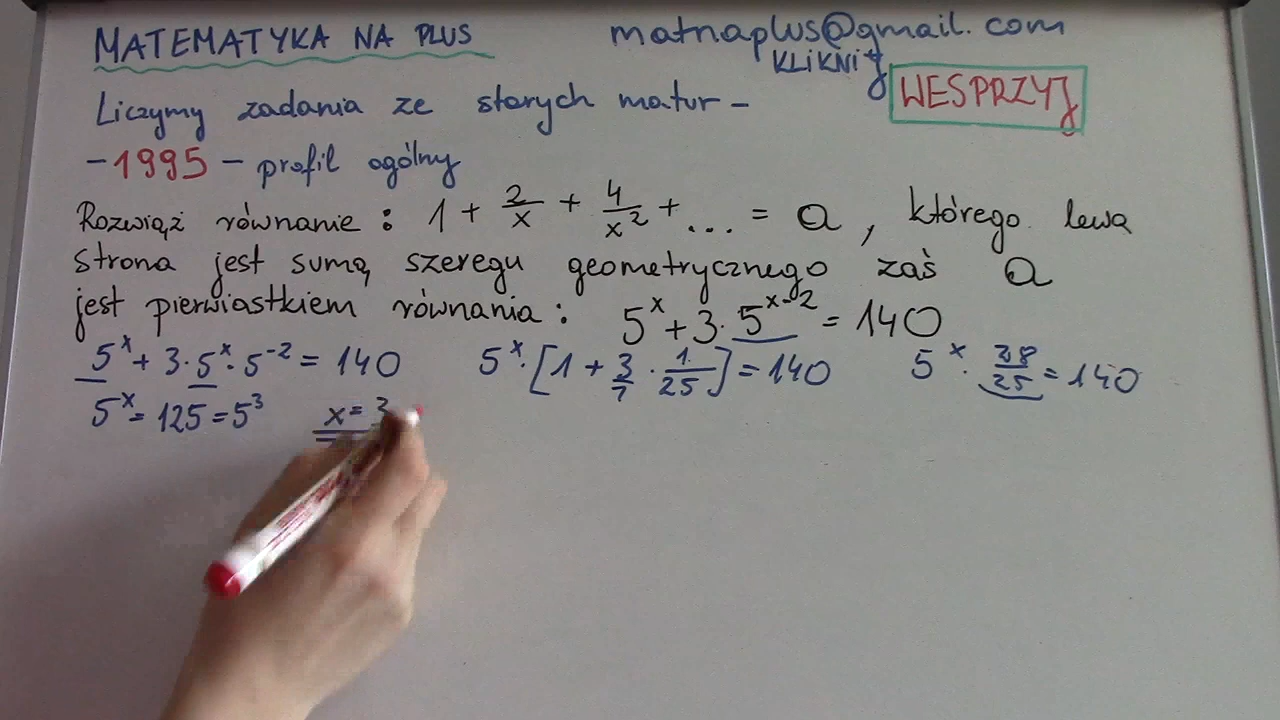 MATEMATYKA NA PLUS
matnaplus@gmail.com
KLIKNIJ
WESPRZYJ
Liczymy zadania ze starych matur -
- 1995 - profil ogólny
Rozwiąż równanie : 1 + 2/x + 4/x² + ... = a , którego lewa
strona jest sumą szeregu geometrycznego zaś a
jest pierwiastkiem równania : 5^x + 3 · 5^(x-2) = 140
5^x + 3 · 5^x · 5^-2 = 140 5^x · [1 + 3/1 · 1/25] = 140 5^x · 28/25 = 140
5^x = 125 = 5³ x = 3